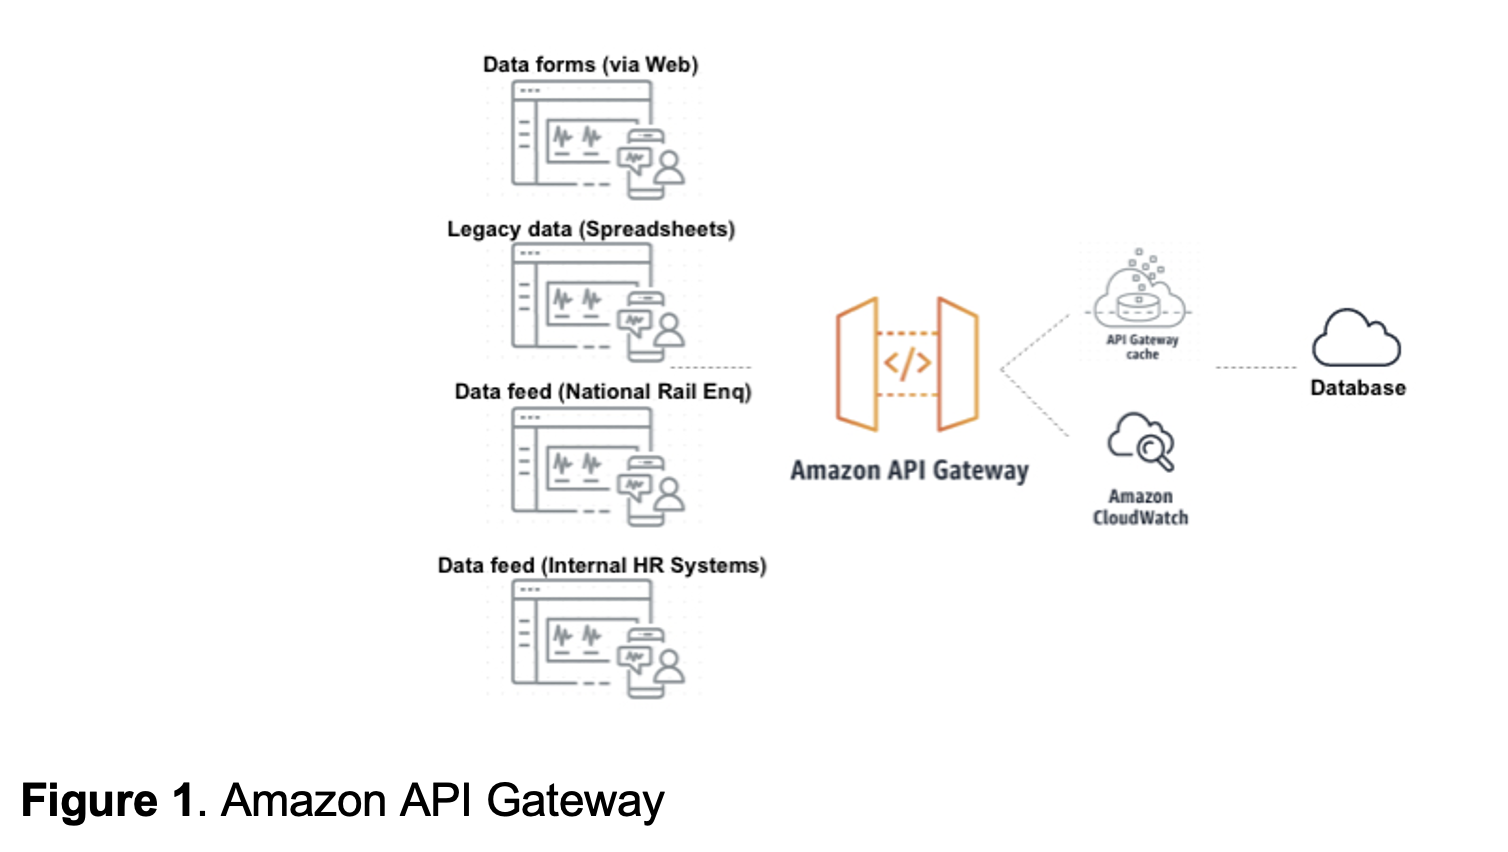 Data forms (via Web)
Legacy data (Spreadsheets)
Data feed (National Rail Enq)
Data feed (Internal HR Systems)
</>
Amazon API Gateway
API Gateway
cache
Amazon
CloudWatch
Database
Figure 1. Amazon API Gateway